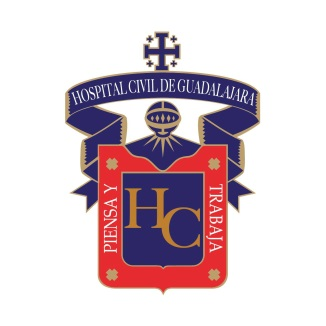 HOSPITAL CIVIL DE GUADALAJARA
PIENSA Y
TRABAJA
HC